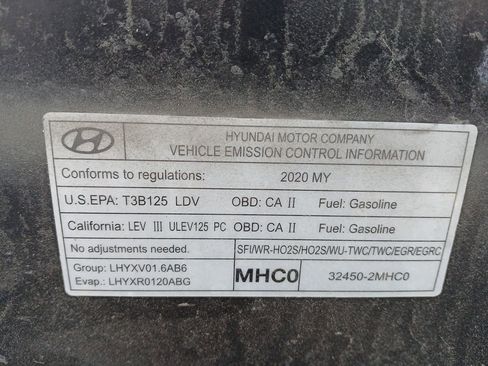 HYUNDAI MOTOR COMPANY
VEHICLE EMISSION CONTROL INFORMATION
Conforms to regulations: 2020 MY
U.S.EPA: T3B125 LDV OBD: CA II Fuel: Gasoline
California: LEV III ULEV125 PC OBD: CA II Fuel: Gasoline
No adjustments needed. SFI/WR-HO2S/HO2S/WU-TWC/TWC/EGR/EGRC
Group: LHYXV01.6AB6
Evap.: LHYXR0120ABG
MHC0 32450-2MHC0